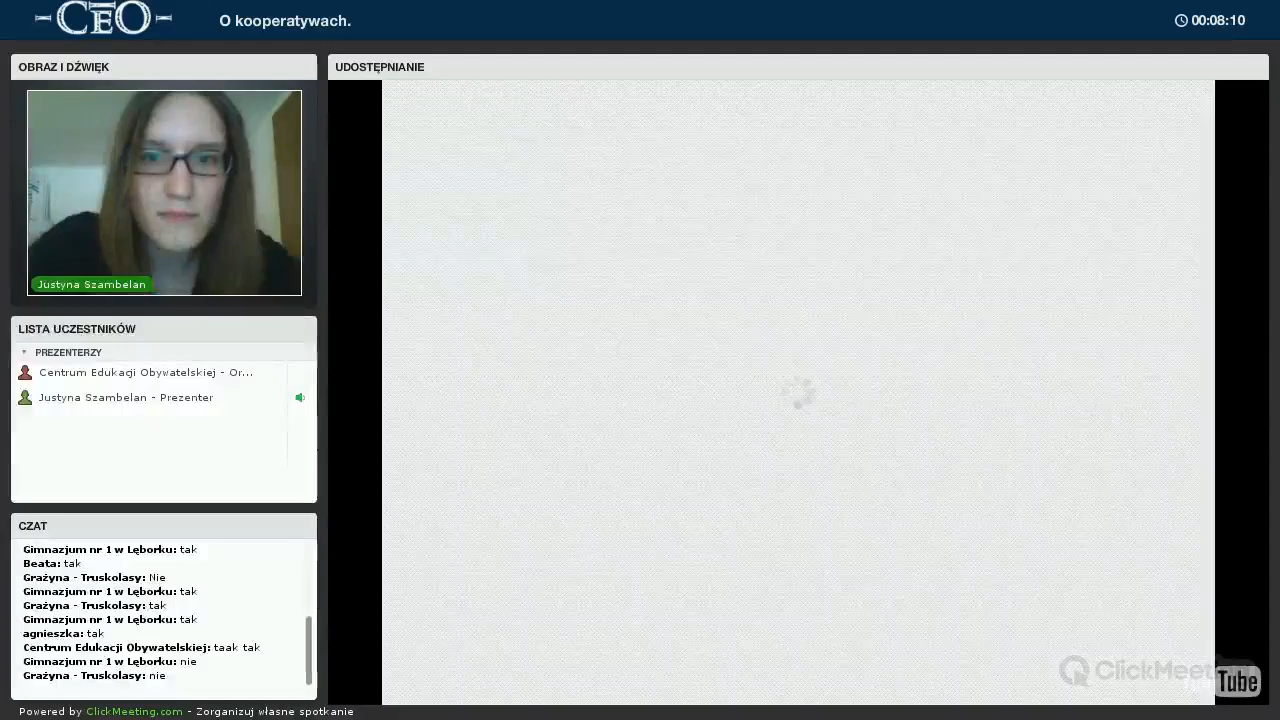 CEO
O kooperatywach.
00:08:10
OBRAZ I DŹWIĘK
UDOSTĘPNIANIE
Justyna Szambelan
LISTA UCZESTNIKÓW
PREZENTERZY
Centrum Edukacji Obywatelskiej - Or...
Justyna Szambelan - Prezenter
CZAT
Gimnazjum nr 1 w Lęborku: tak
Beata: tak
Grażyna - Truskolasy: Nie
Gimnazjum nr 1 w Lęborku: tak
Grażyna - Truskolasy: tak
Gimnazjum nr 1 w Lęborku: tak
agnieszka: tak
Centrum Edukacji Obywatelskiej: taak tak
Gimnazjum nr 1 w Lęborku: nie
Grażyna - Truskolasy: nie
ClickMeeting
Tube
Powered by ClickMeeting.com - Zorganizuj własne spotkanie